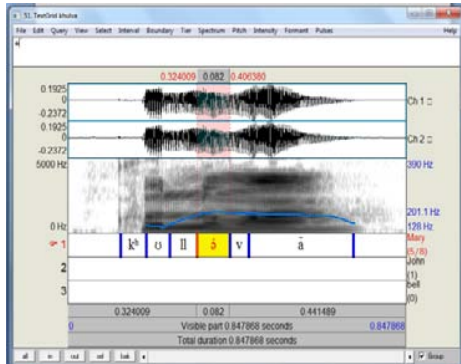 51. TextGrid khulva
File Edit Query View Select Interval Boundary Tier Spectrum Pitch Intensity Formant Pulses Help
0.324009 0.082 0.406380
0.1925
0
-0.2372
Ch 1
0.1925
0
-0.2372
Ch 2
5000 Hz 390 Hz
201.1 Hz
0 Hz 128 Hz
1 kʰ ʊ ll v Mary
(5/8)
2 John
(1)
3 bell
(0)
0.324009 0.082 0.441489
0 Visible part 0.847868 seconds 0.847868
Total duration 0.847868 seconds
all in out sel bak Group